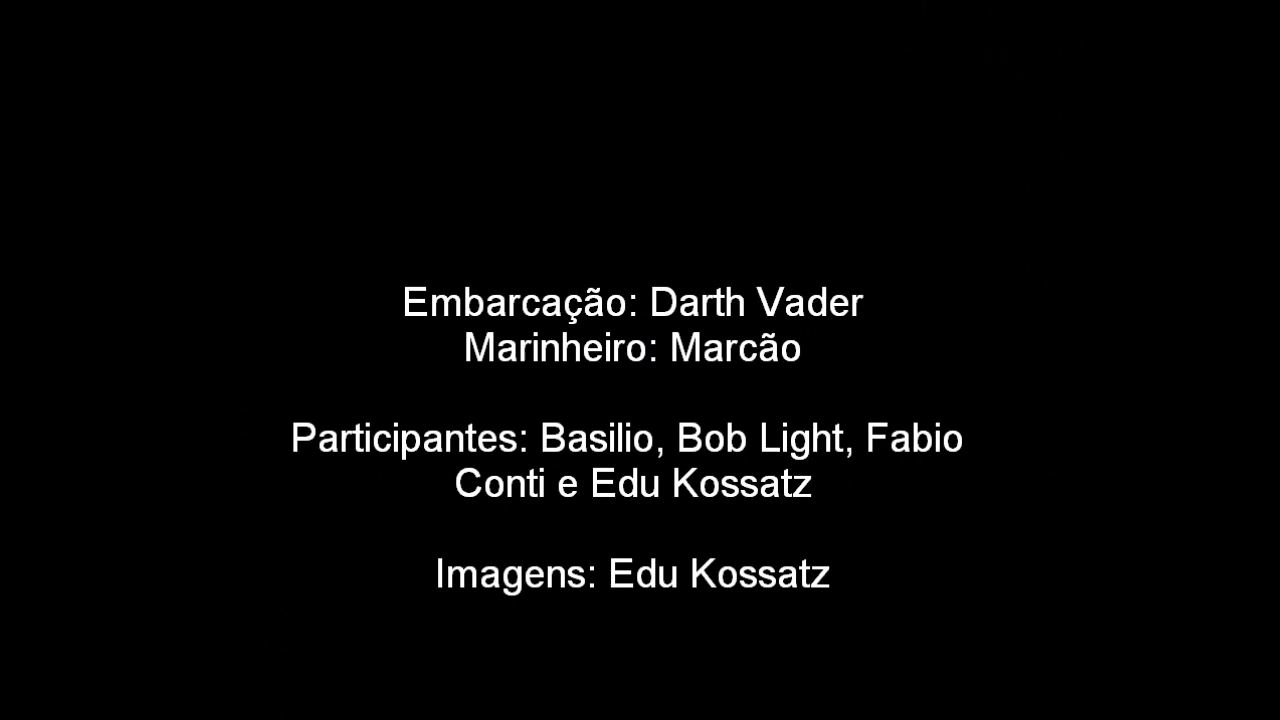 Embarcação: Darth Vader
Marinheiro: Marcão
Participantes: Basilio, Bob Light, Fabio
Conti e Edu Kossatz
Imagens: Edu Kossatz